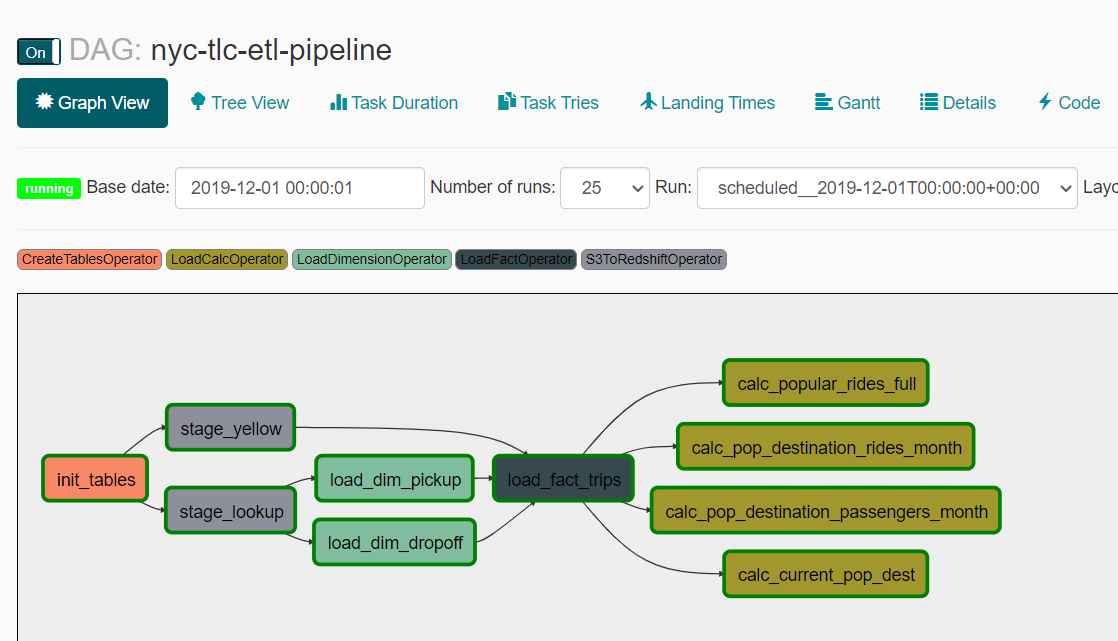 On DAG: nyc-tlc-etl-pipeline
Graph View Tree View Task Duration Task Tries Landing Times Gantt Details Code
running Base date: 2019-12-01 00:00:01 Number of runs: 25 Run: scheduled__2019-12-01T00:00:00+00:00 Layo
CreateTablesOperator LoadCalcOperator LoadDimensionOperator LoadFactOperator S3ToRedshiftOperator
calc_popular_rides_full
stage_yellow
calc_pop_destination_rides_month
init_tables
load_dim_pickup
load_fact_trips
stage_lookup
calc_pop_destination_passengers_month
load_dim_dropoff
calc_current_pop_dest